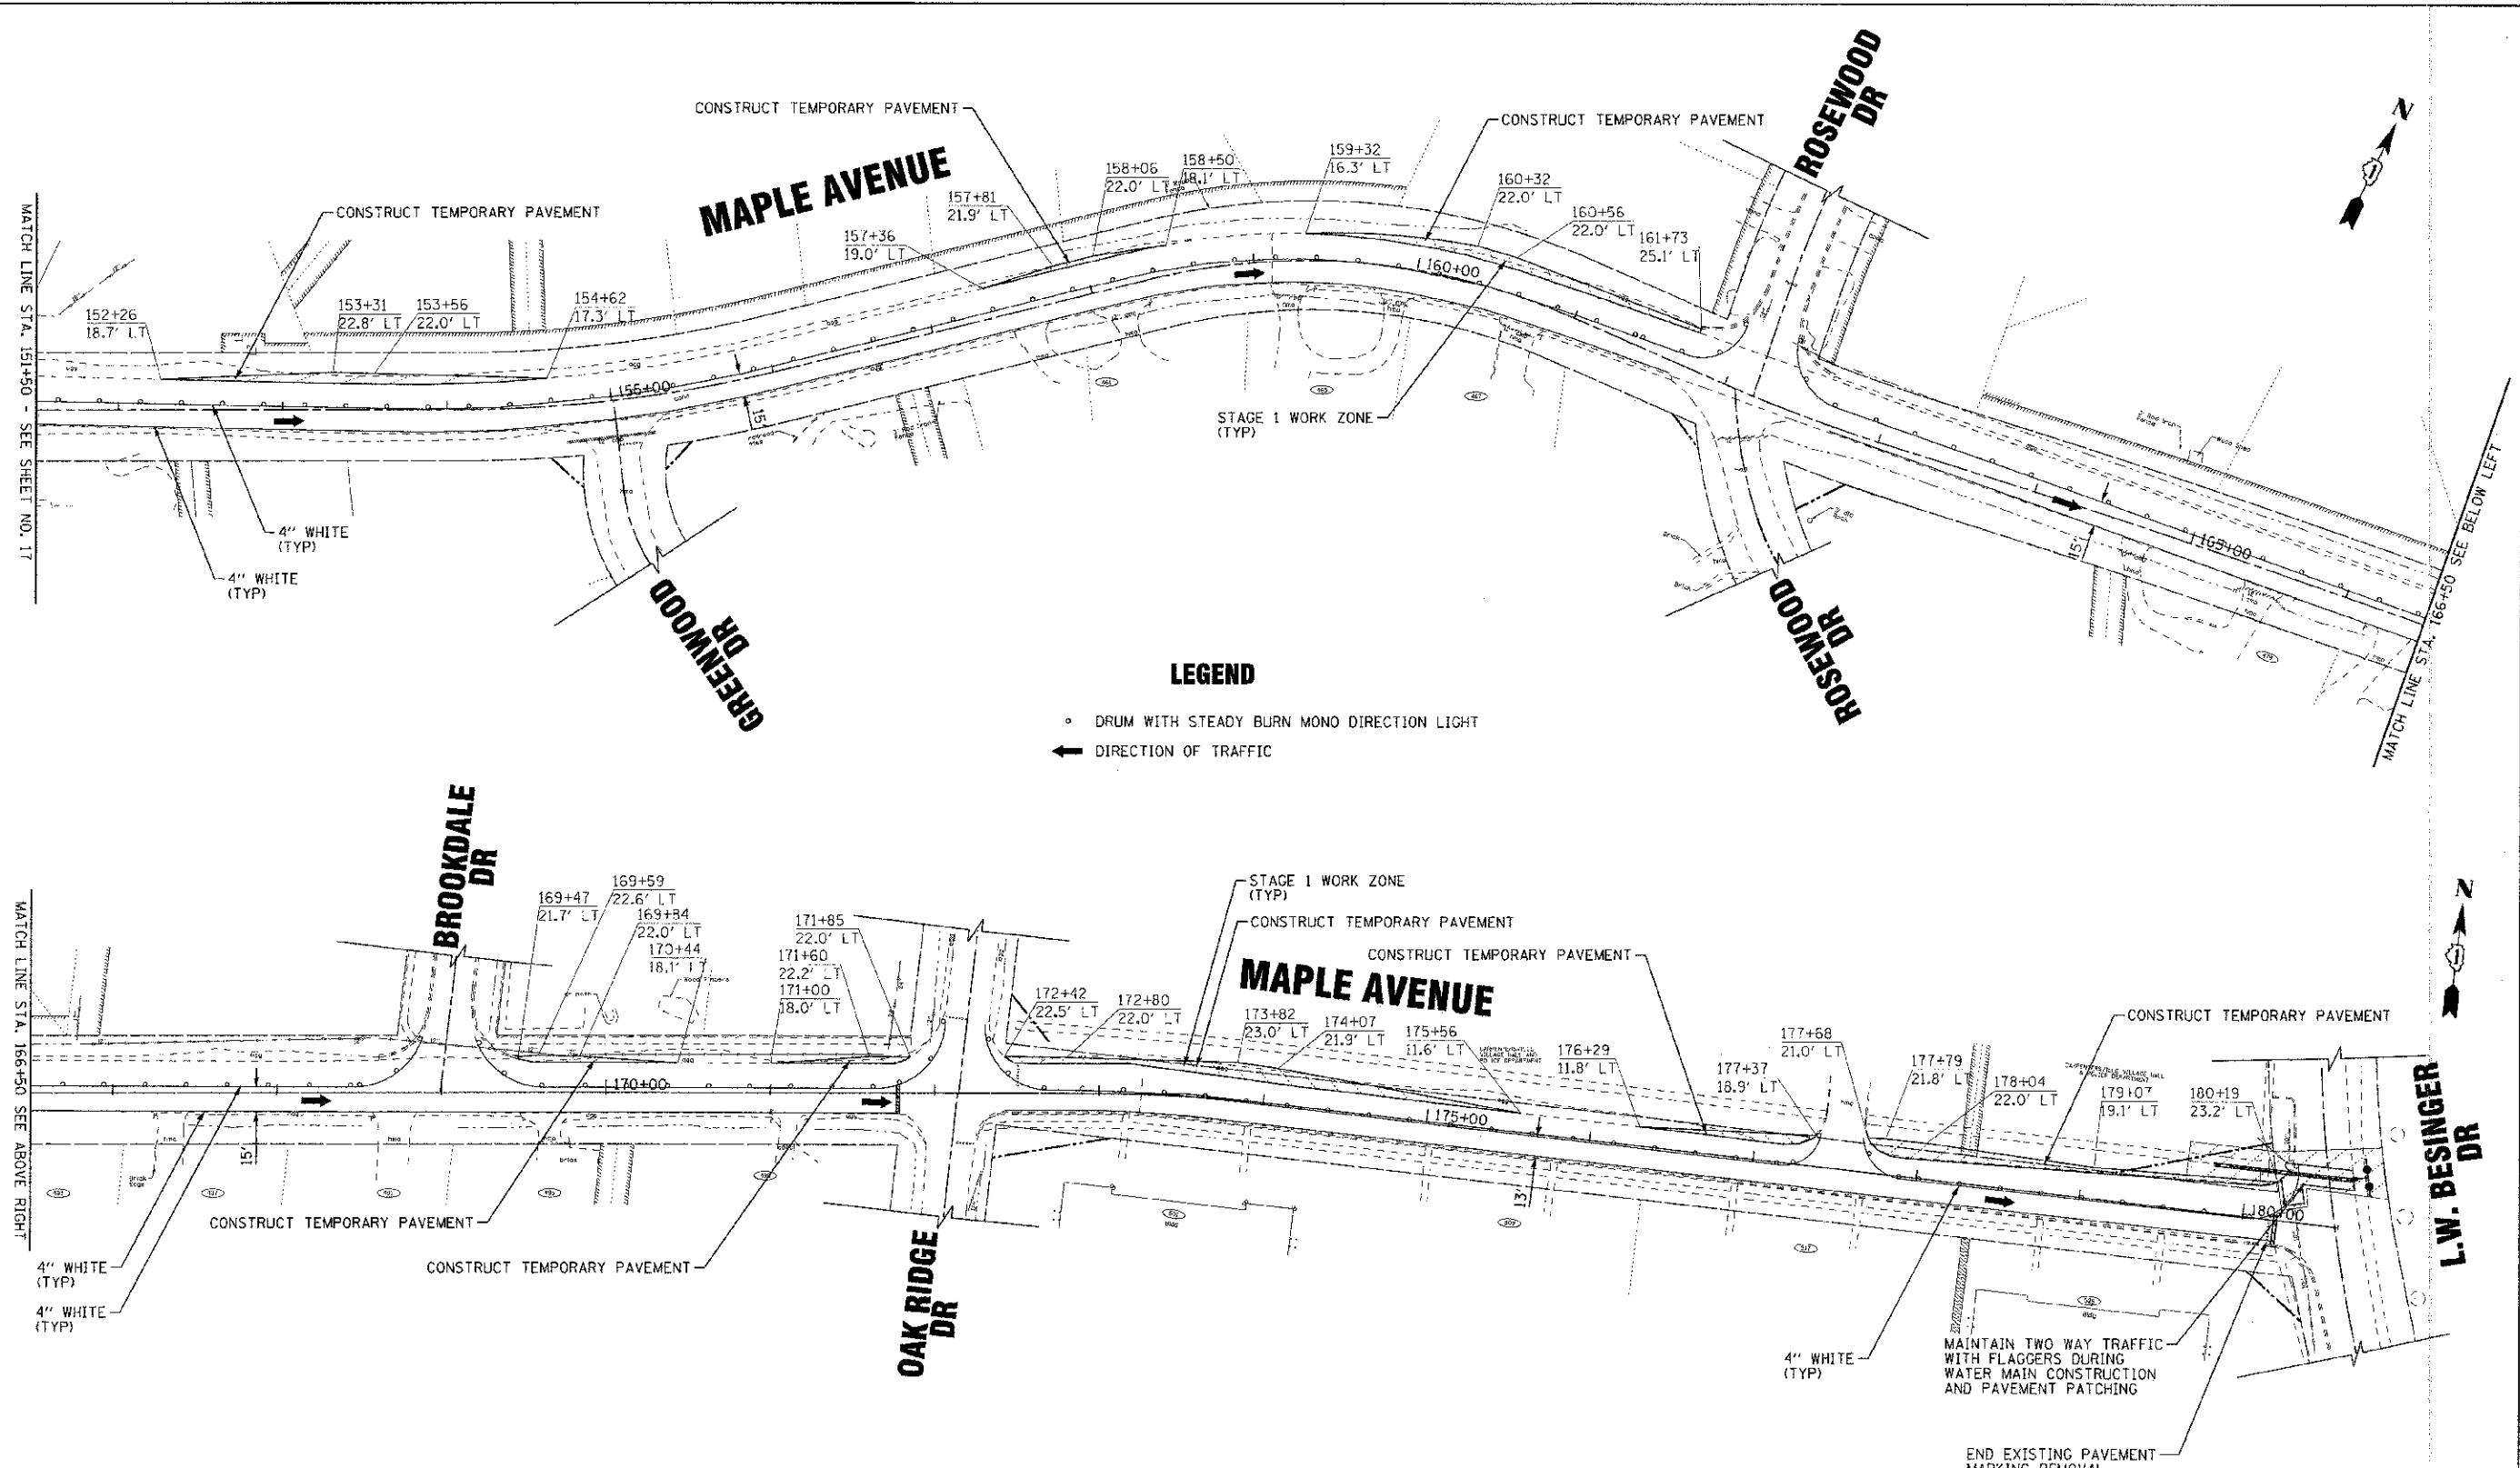 ROSEWOOD
DR
CONSTRUCT TEMPORARY PAVEMENT
CONSTRUCT TEMPORARY PAVEMENT
N
MAPLE AVENUE
CONSTRUCT TEMPORARY PAVEMENT
152+26
18.7' LT
153+31
22.8' LT
153+56
22.0' LT
154+62
17.3' LT
157+36
19.0' LT
157+81
21.9' LT
158+06
22.0' LT
158+50
18.1' LT
159+32
16.3' LT
160+32
22.0' LT
160+56
22.0' LT
161+73
25.1' LT
MATCH LINE STA. 151+50 - SEE SHEET NO. 17
155+00
160+00
165+00
15'
15'
STAGE 1 WORK ZONE
(TYP)
4" WHITE
(TYP)
4" WHITE
(TYP)
GREENWOOD
DR
ROSEWOOD
DR
MATCH LINE STA. 166+50 SEE BELOW LEFT
LEGEND
DRUM WITH STEADY BURN MONO DIRECTION LIGHT
DIRECTION OF TRAFFIC
BROOKDALE
DR
N
MATCH LINE STA. 166+50 SEE ABOVE RIGHT
169+47
21.7' LT
169+59
22.6' LT
169+84
22.0' LT
170+44
18.1' LT
171+85
22.0' LT
171+60
22.2' LT
171+00
18.0' LT
STAGE 1 WORK ZONE
(TYP)
CONSTRUCT TEMPORARY PAVEMENT
CONSTRUCT TEMPORARY PAVEMENT
MAPLE AVENUE
172+42
22.5' LT
172+80
22.0' LT
173+82
23.0' LT
174+07
21.9' LT
175+56
11.6' LT
176+29
11.8' LT
177+37
18.9' LT
177+68
21.0' LT
177+79
21.8' LT
178+04
22.0' LT
179+07
19.1' LT
180+19
23.2' LT
CONSTRUCT TEMPORARY PAVEMENT
170+00
175+00
180+00
15'
13'
CONSTRUCT TEMPORARY PAVEMENT
CONSTRUCT TEMPORARY PAVEMENT
4" WHITE
(TYP)
4" WHITE
(TYP)
OAK RIDGE
DR
L.W. BESINGER
DR
4" WHITE
(TYP)
MAINTAIN TWO WAY TRAFFIC
WITH FLAGGERS DURING
WATER MAIN CONSTRUCTION
AND PAVEMENT PATCHING
END EXISTING PAVEMENT
MARKING REMOVAL